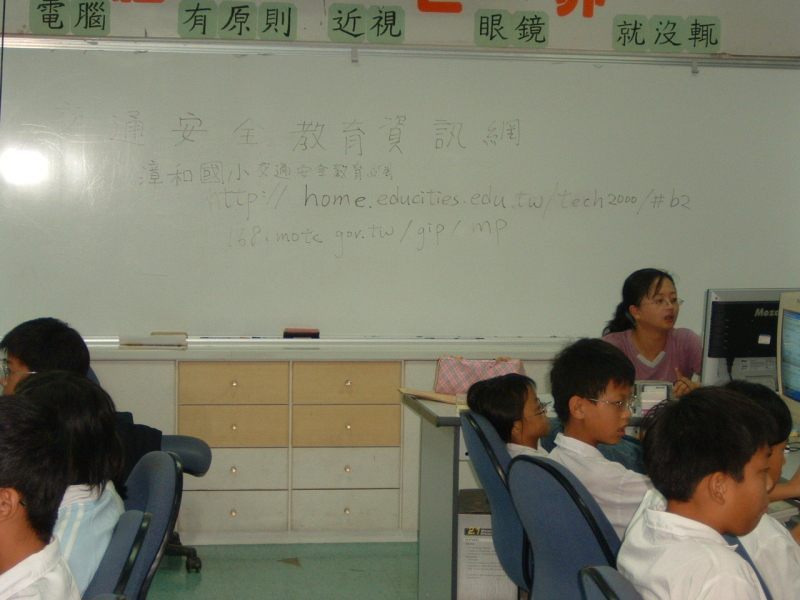 電腦 有原則 近視 眼鏡 就沒輒
交通安全教育資訊網
漳和國小交通安全教育網
http://home.educities.edu.tw/tech2000/#b2
168.motc.gov.tw/gip/mp